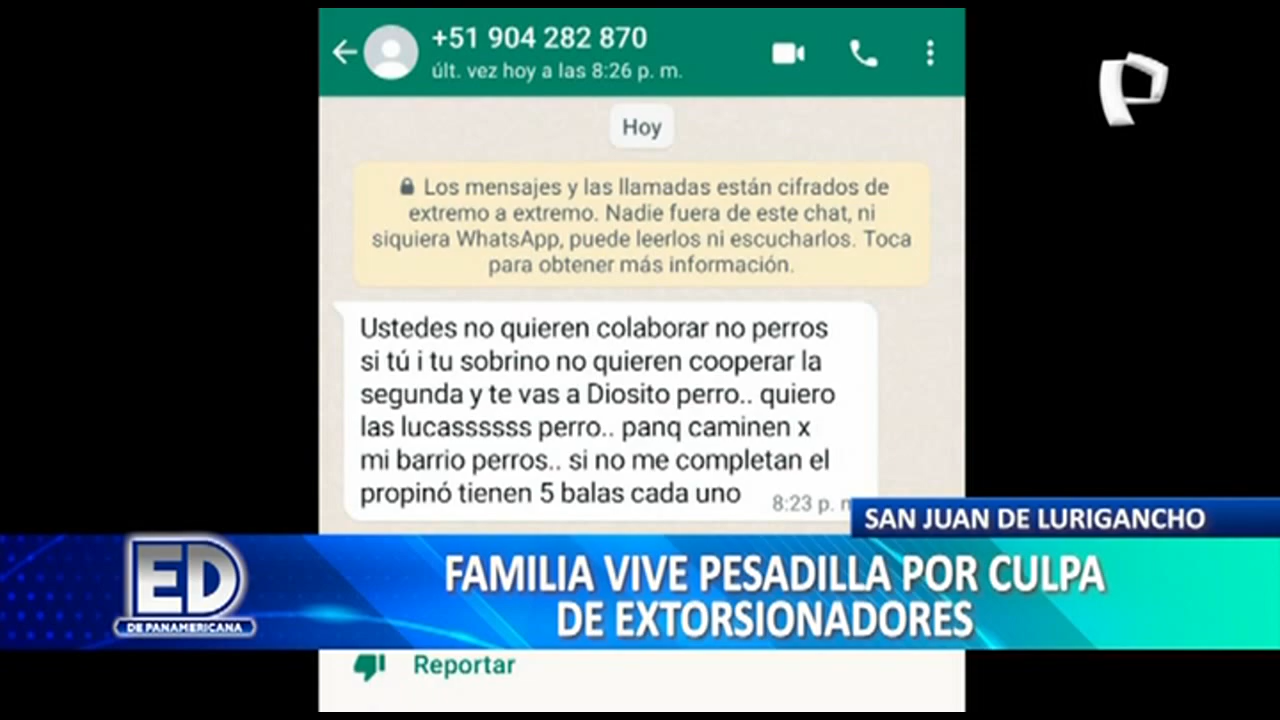 +51 904 282 870
últ. vez hoy a las 8:26 p. m.
Hoy
Los mensajes y las llamadas están cifrados de
extremo a extremo. Nadie fuera de este chat, ni
siquiera WhatsApp, puede leerlos ni escucharlos. Toca
para obtener más información.
Ustedes no quieren colaborar no perros
si tú i tu sobrino no quieren cooperar la
segunda y te vas a Diosito perro.. quiero
las lucassssss perro.. panq caminen x
mi barrio perros.. si no me completan el
propinó tienen 5 balas cada uno
8:23 p. m
SAN JUAN DE LURIGANCHO
ED
DE PANAMERICANA
FAMILIA VIVE PESADILLA POR CULPA
DE EXTORSIONADORES
Reportar